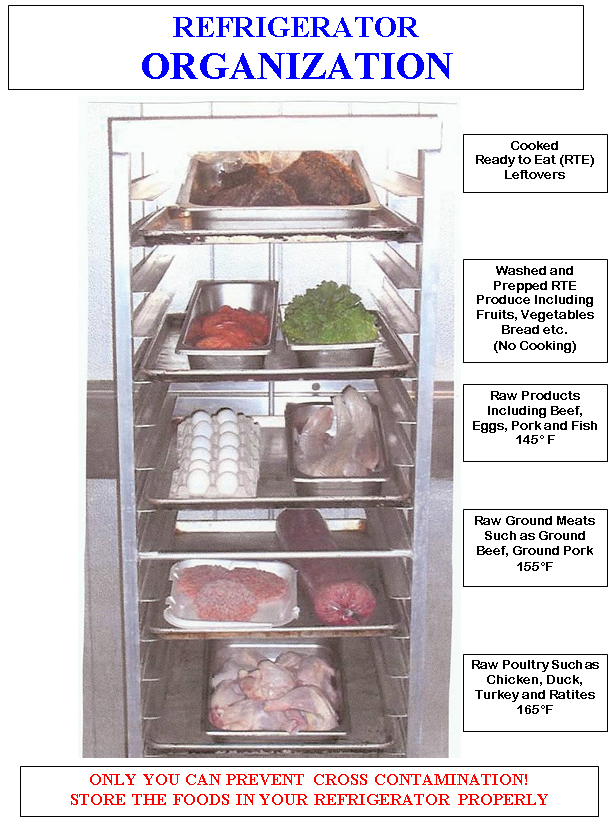 REFRIGERATOR
ORGANIZATION
Cooked
Ready to Eat (RTE)
Leftovers
Washed and
Prepped RTE
Produce Including
Fruits, Vegetables
Bread etc.
(No Cooking)
Raw Products
Including Beef,
Eggs, Pork and Fish
145° F
Raw Ground Meats
Such as Ground
Beef, Ground Pork
155°F
Raw Poultry Such as
Chicken, Duck,
Turkey and Ratites
165°F
ONLY YOU CAN PREVENT CROSS CONTAMINATION!
STORE THE FOODS IN YOUR REFRIGERATOR PROPERLY